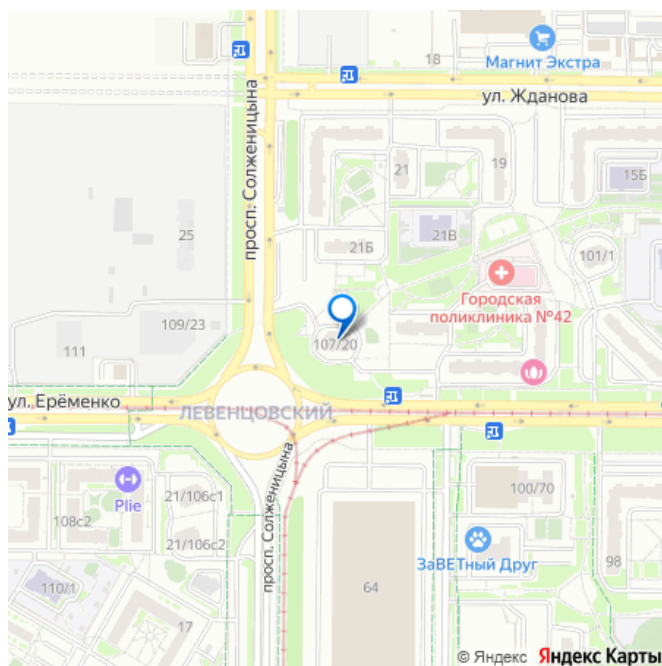 18
Магнит Экстра
ул. Жданова
просп. Солженицына
19
21
15Б
25
21Б
21В
101/1
Городская
поликлиника №42
109/23
107/20
111
ул. Ерёменко
ЛЕВЕНЦОВСКИЙ
просп. Солженицына
Plie
21/106с1
100/70
108с2
21/106с2
ЗаВЕТный Друг
98
110/1
64
17
© Яндекс Яндекс Карты